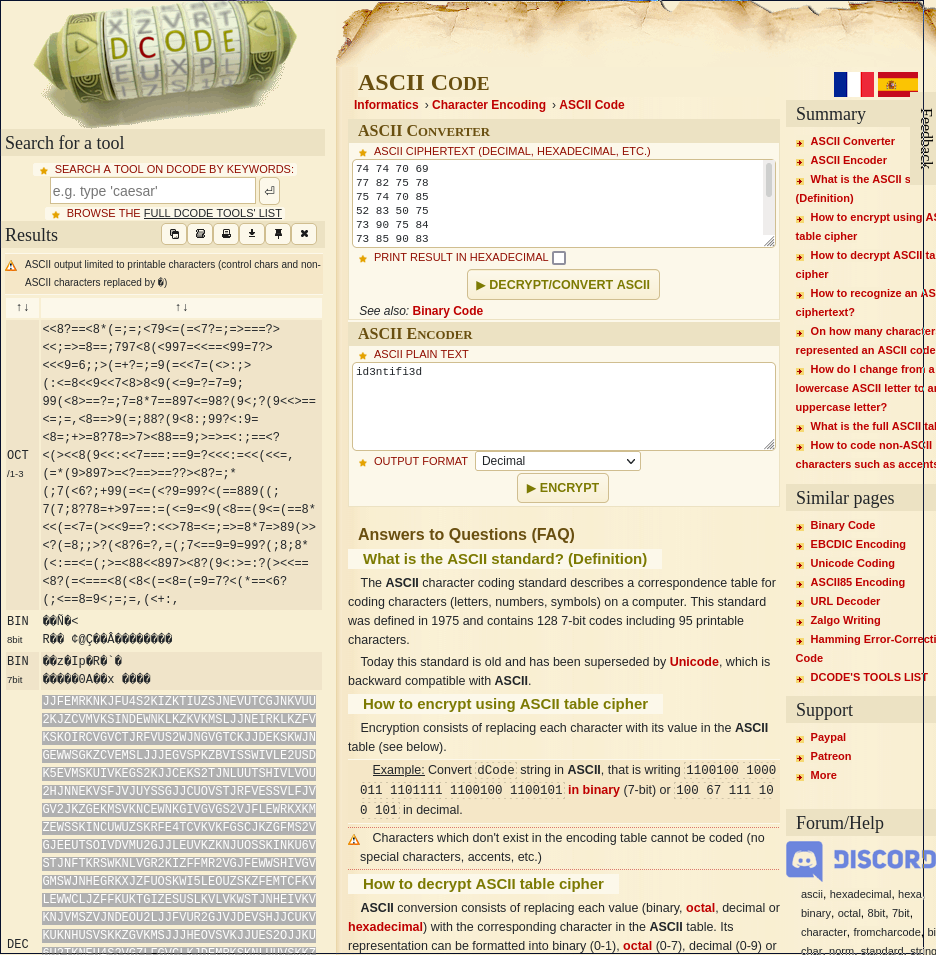 DCODE
Search for a tool
SEARCH A TOOL ON DCODE BY KEYWORDS:
e.g. type 'caesar'
BROWSE THE FULL DCODE TOOLS' LIST
Results
ASCII output limited to printable characters (control chars and non-
ASCII characters replaced by �)
↑↓ ↑↓
OCT
/1-3
<<8?==<8*(=;=;<79<=(=<7?=;=>===?>
<<;=>=8==;797<8(<997=<<==<99=7?>
<<<9=6;;>(=+?=;=9(=<<7=(<>:;>
(:<=8<<9<<7<8>8<9(<=9=?=7=9;
99(<8>==?=;7=8*7==897<=98?(9<;?(9<<>==
<=;=,<8==>9(=;88?(9<8:;99?<:9=
<8=;+>=8?78=7><88==9;>=>=<:;==<?
<(><<8(9<<:<<7===:==9=?<<<:=<<(<<=,
(=*(9>897>=<?==>==??><8?=;*
(;7(<6?;+99(=<=(<?9=99?<(==889((;
7(7;8?78=+>97==:=(<=9=<9(<8==(9<=(==8*
<<(=<7=(><<9==?:<<>78=<=;=>=8*7=>89(>>
<?(=8;;>?(<8?6=?,=(;7<==9=9=99?(;8;8*
(<:==<=(;>=<88<<897><8?(9<:>=:?(><<==
<8?(=<===<8(<8<(=<8=(=9=7?<(*==<6?
(;<==8=9<;=;=,(<+:,
BIN
8bit
��Ñ�<
R�� ¢@Ç��Â��������
BIN
7bit
��z�Ip�R�`�
�����0A��x ����
DEC
JJFEMRKNKJFU4S2KIZKTIUZSJNEVUTCGJNKVUU
2KJZCVMVKSINDEWNKLKZKVKMSLJJNEIRKLKZFV
KSKOIRCVGVCTJRFVUS2WJNGVGTCKJJDEKSKWJN
GEWWSGKZCVEMSLJJJEGVSPKZBVISSWIVLE2USD
K5EVMSKUIVKEGS2KJJCEKS2TJNLUUTSHIVLVOU
2HJNNEKVSFJVJUYSSGJJCUOVSTJRFVESSVLFJV
GV2JKZGEKMSVKNCEWNKGIVGVGS2VJFLEWRKXKM
ZEWSSKINCUWUZSKRFE4TCVKVKFGSCJKZGFMS2V
GJEEUTSOIVDVMU2GJJLEUVKZKNJUOSSKINKU6V
STJNFTKRSWKNLVGR2KIZFFMR2VGJFEWWSHIVGV
GMSWJNHEGRKXJZFUOSKWI5LEOUZSKZFEMTCFKV
LEWWCLJZFFKUKTGIZESUSLKVLVKWSTJNHEIVKV
KNJVMSZVJNDEOU2LJJFVUR2GJVJDEVSHJJCUKV
KUKNHUSVSKKZGVKMSJJJHEOVSVKJJUES2OJJKU
ASCII CODE
Informatics › Character Encoding › ASCII Code
ASCII CONVERTER
ASCII CIPHERTEXT (DECIMAL, HEXADECIMAL, ETC.)
74 74 70 69
77 82 75 78
75 74 70 85
52 83 50 75
73 90 75 84
73 85 90 83
PRINT RESULT IN HEXADECIMAL
▶ DECRYPT/CONVERT ASCII
See also: Binary Code
ASCII ENCODER
ASCII PLAIN TEXT
id3ntifi3d
OUTPUT FORMAT Decimal
▶ ENCRYPT
Answers to Questions (FAQ)
What is the ASCII standard? (Definition)
The ASCII character coding standard describes a correspondence table for
coding characters (letters, numbers, symbols) on a computer. This standard
was defined in 1975 and contains 128 7-bit codes including 95 printable
characters.
Today this standard is old and has been superseded by Unicode, which is
backward compatible with ASCII.
How to encrypt using ASCII table cipher
Encryption consists of replacing each character with its value in the ASCII
table (see below).
Example: Convert dCode string in ASCII, that is writing 1100100 1000
011 1101111 1100100 1100101 in binary (7-bit) or 100 67 111 10
0 101 in decimal.
Characters which don't exist in the encoding table cannot be coded (no
special characters, accents, etc.)
How to decrypt ASCII table cipher
ASCII conversion consists of replacing each value (binary, octal, decimal or
hexadecimal) with the corresponding character in the ASCII table. Its
representation can be formatted into binary (0-1), octal (0-7), decimal (0-9) or
Feedback
Summary
ASCII Converter
ASCII Encoder
What is the ASCII s
(Definition)
How to encrypt using AS
table cipher
How to decrypt ASCII ta
cipher
How to recognize an AS
ciphertext?
On how many character
represented an ASCII code
How do I change from a
lowercase ASCII letter to an
uppercase letter?
What is the full ASCII tab
How to code non-ASCII
characters such as accents
Similar pages
Binary Code
EBCDIC Encoding
Unicode Coding
ASCII85 Encoding
URL Decoder
Zalgo Writing
Hamming Error-Correcti
Code
DCODE'S TOOLS LIST
Support
Paypal
Patreon
More
Forum/Help
DISCORD
ascii, hexadecimal, hexa
binary, octal, 8bit, 7bit,
character, fromcharcode, bi
char, norm, standard, string